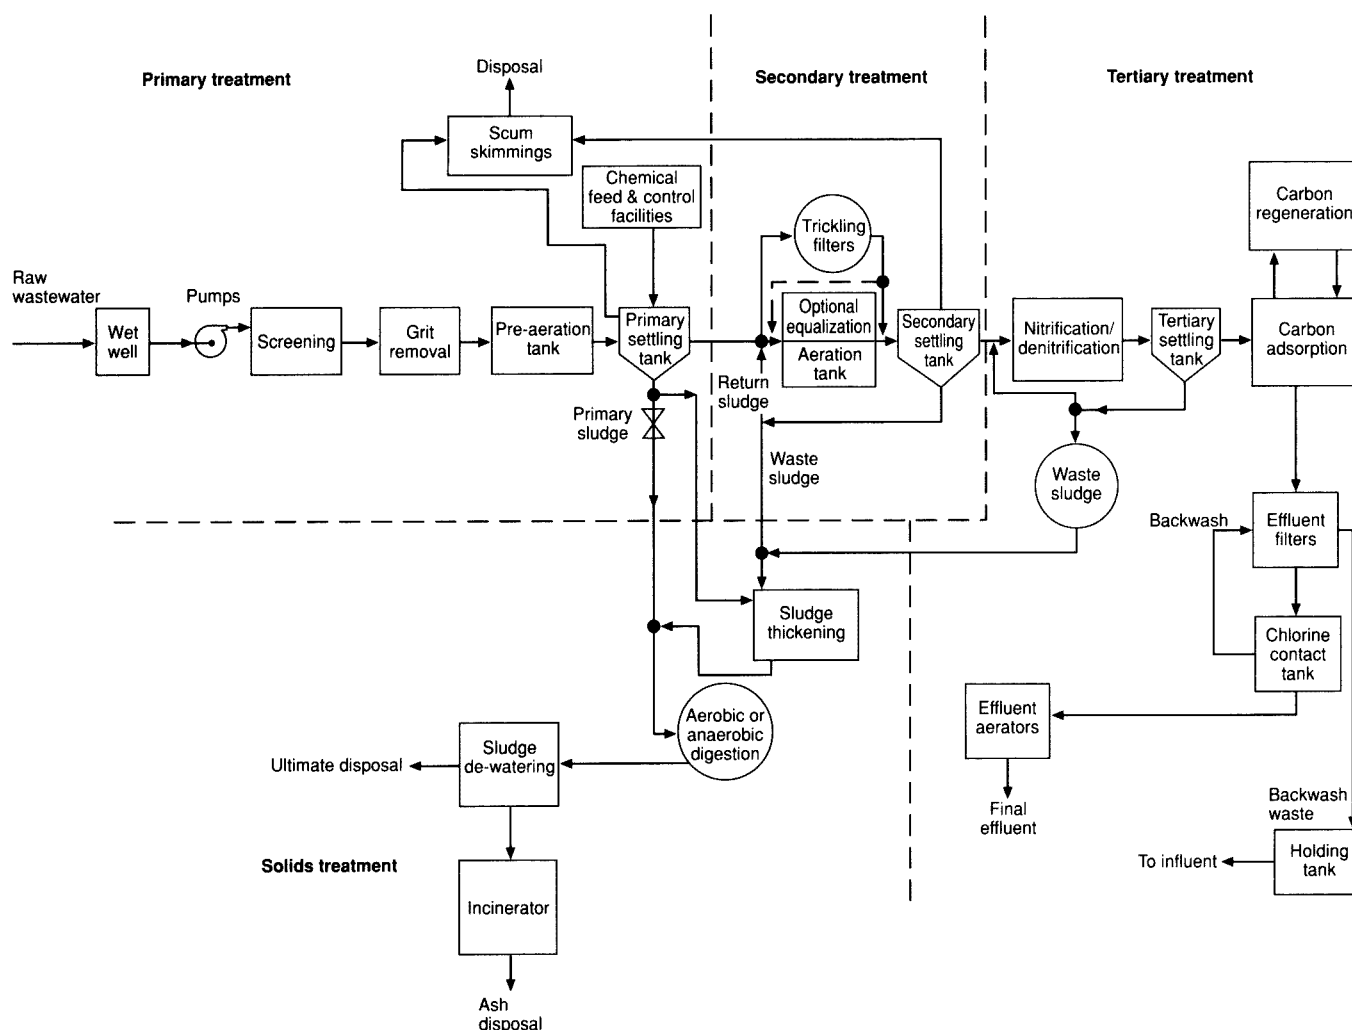 Primary treatment
Secondary treatment
Tertiary treatment
Disposal
Scum
skimmings
Chemical
feed & control
facilities
Carbon
regeneration
Trickling
filters
Raw
wastewater
Pumps
Wet
well
Screening
Grit
removal
Pre-aeration
tank
Primary
settling
tank
Optional
equalization
Aeration
tank
Secondary
settling
tank
Nitrification/
denitrification
Tertiary
settling
tank
Carbon
adsorption
Return
sludge
Primary
sludge
Waste
sludge
Waste
sludge
Backwash
Effluent
filters
Sludge
thickening
Chlorine
contact
tank
Effluent
aerators
Aerobic or
anaerobic
digestion
Sludge
de-watering
Ultimate disposal
Final
effluent
Backwash
waste
Holding
tank
To influent
Solids treatment
Incinerator
Ash
disposal